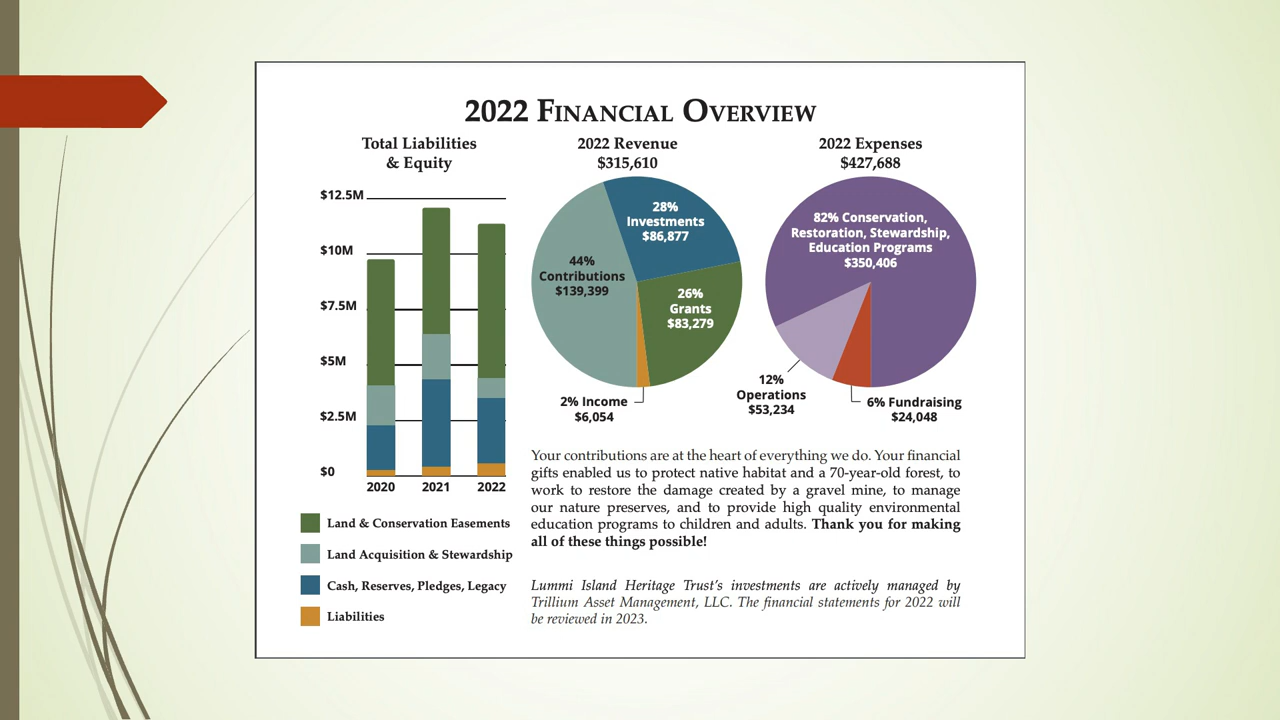 2022 FINANCIAL OVERVIEW
Total Liabilities
& Equity
$12.5M
$10M
$7.5M
$5M
$2.5M
$0
2020 2021 2022
Land & Conservation Easements
Land Acquisition & Stewardship
Cash, Reserves, Pledges, Legacy
Liabilities
2022 Revenue
$315,610
28%
Investments
$86,877
44%
Contributions
$139,399
26%
Grants
$83,279
2% Income
$6,054
2022 Expenses
$427,688
82% Conservation,
Restoration, Stewardship,
Education Programs
$350,406
12%
Operations
$53,234
6% Fundraising
$24,048
Your contributions are at the heart of everything we do. Your financial
gifts enabled us to protect native habitat and a 70-year-old forest, to
work to restore the damage created by a gravel mine, to manage
our nature preserves, and to provide high quality environmental
education programs to children and adults. Thank you for making
all of these things possible!
Lummi Island Heritage Trust's investments are actively managed by
Trillium Asset Management, LLC. The financial statements for 2022 will
be reviewed in 2023.